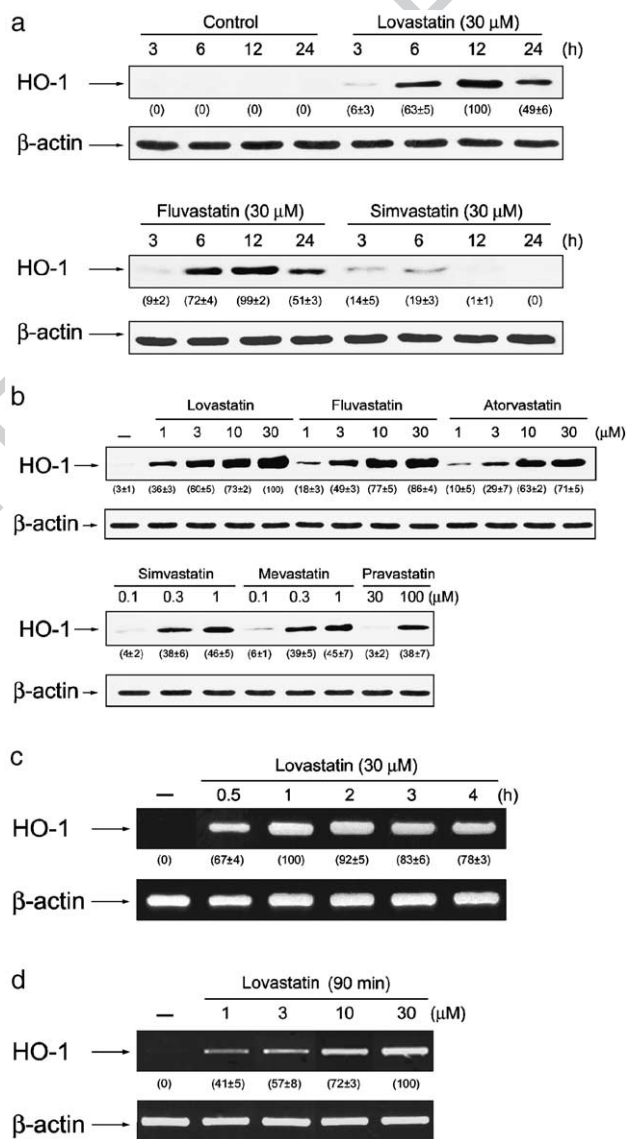 a
Control Lovastatin (30 μM)
3 6 12 24 3 6 12 24 (h)
HO-1
(0) (0) (0) (0) (6±3) (63±5) (100) (49±6)
β-actin
Fluvastatin (30 μM) Simvastatin (30 μM)
3 6 12 24 3 6 12 24 (h)
HO-1
(9±2) (72±4) (99±2) (51±3) (14±5) (19±3) (1±1) (0)
β-actin
b
Lovastatin Fluvastatin Atorvastatin
– 1 3 10 30 1 3 10 30 1 3 10 30 (μM)
HO-1
(3±1) (36±3) (60±5) (73±2) (100) (18±3) (49±3) (77±5) (86±4) (10±5) (29±7) (63±2) (71±5)
β-actin
Simvastatin Mevastatin Pravastatin
0.1 0.3 1 0.1 0.3 1 30 100 (μM)
HO-1
(4±2) (38±6) (46±5) (6±1) (39±5) (45±7) (3±2) (38±7)
β-actin
c
Lovastatin (30 μM)
– 0.5 1 2 3 4 (h)
HO-1
(0) (67±4) (100) (92±5) (83±6) (78±3)
β-actin
d
Lovastatin (90 min)
– 1 3 10 30 (μM)
HO-1
(0) (41±5) (57±8) (72±3) (100)
β-actin